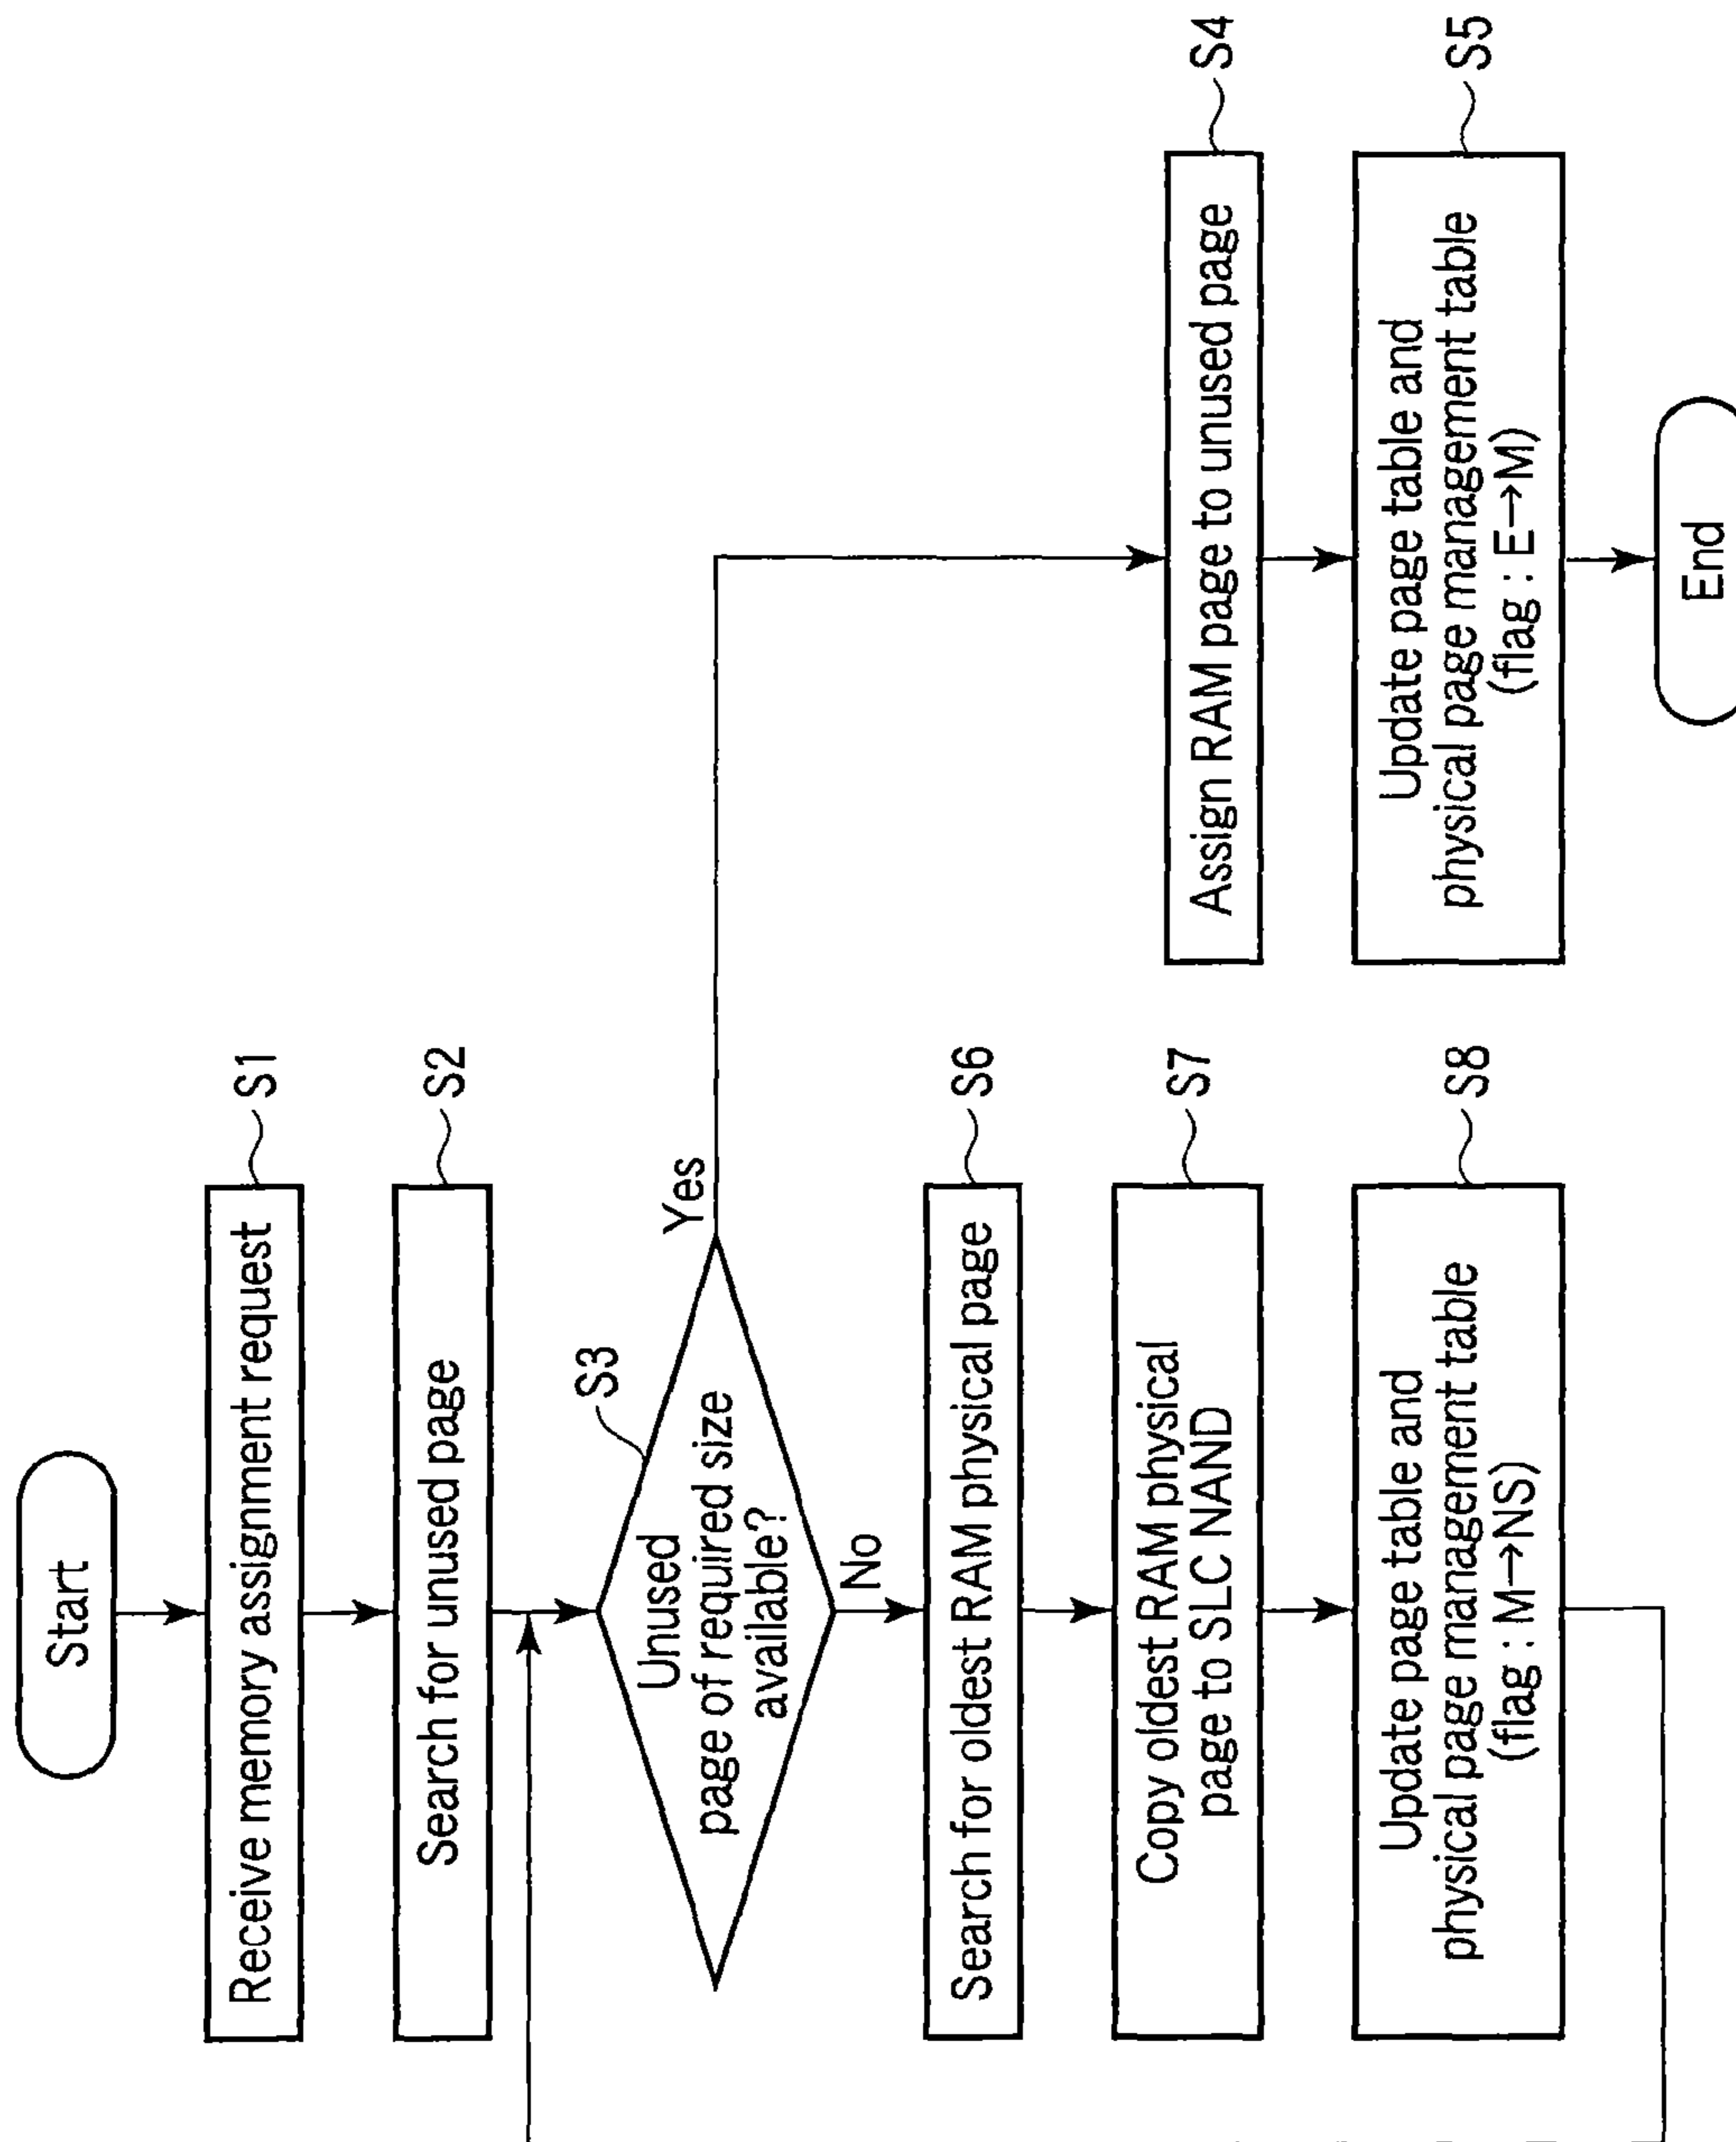 Start
Receive memory assignment request
S1
Search for unused page
S2
S3
Unused
page of required size
available?
Yes
No
Search for oldest RAM physical page
S6
Copy oldest RAM physical
page to SLC NAND
S7
Update page table and
physical page management table
(flag : M→NS)
S8
Assign RAM page to unused page
S4
Update page table and
physical page management table
(flag : E→M)
S5
End